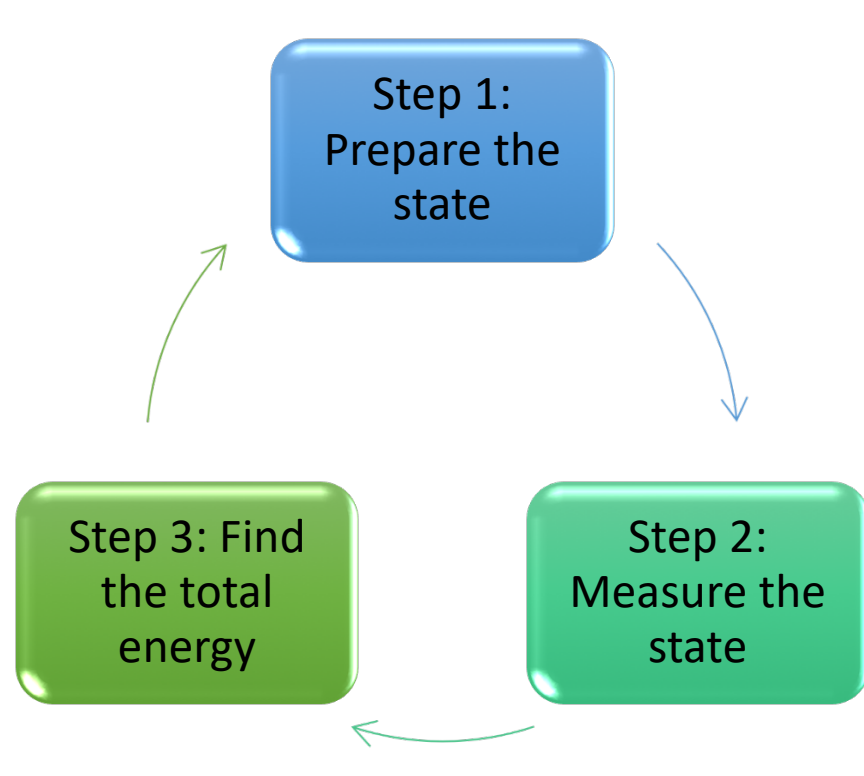 Step 1:
Prepare the
state
Step 2:
Measure the
state
Step 3: Find
the total
energy